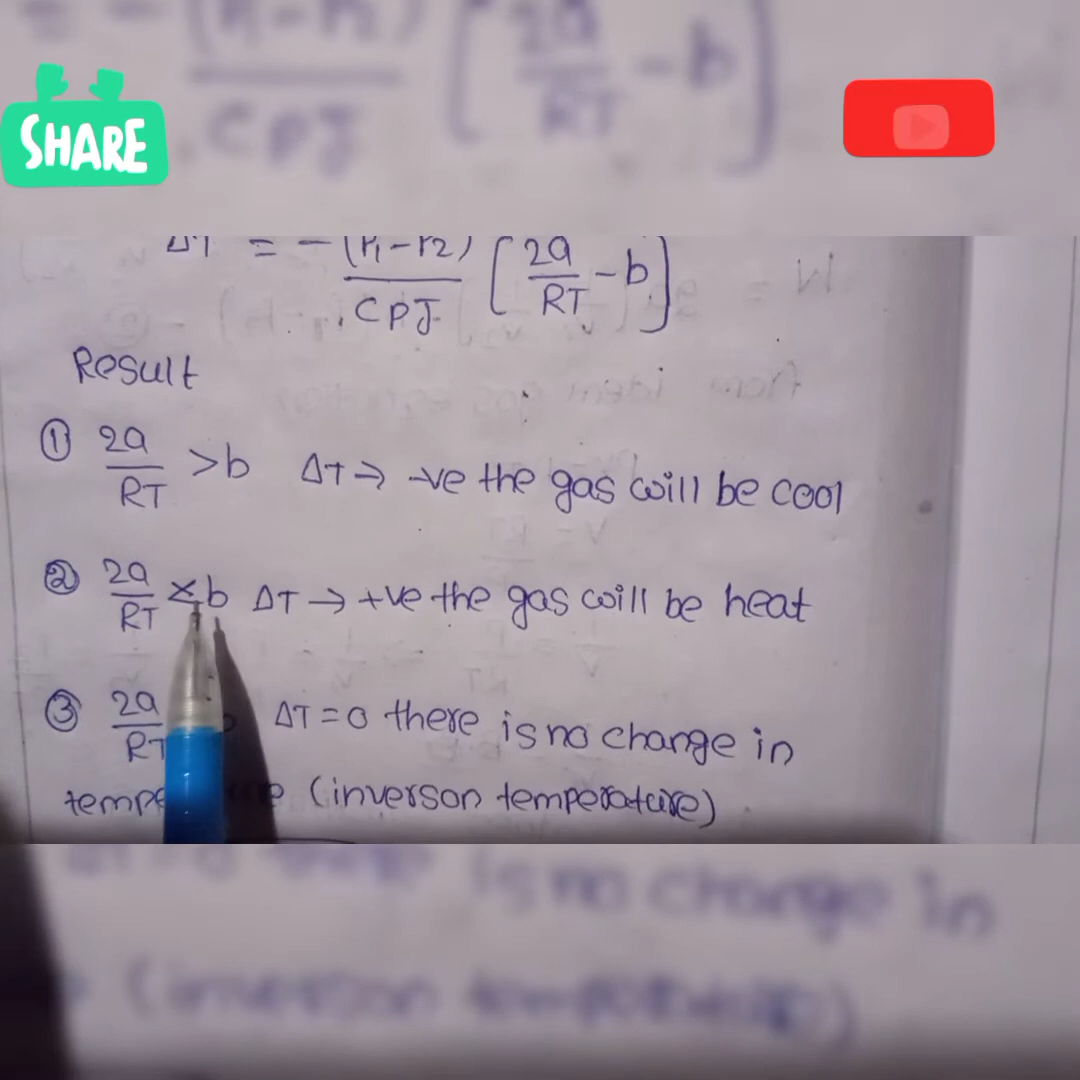 SHARE
ΔT = -(P1-P2) [2a
CPJ RT -b]
Result
① 2a/RT >b ΔT → -ve the gas will be cool
② 2a/RT <b ΔT → +ve the gas will be heat
③ 2a/RT ΔT = 0 there is no change in
(inverson temperature)